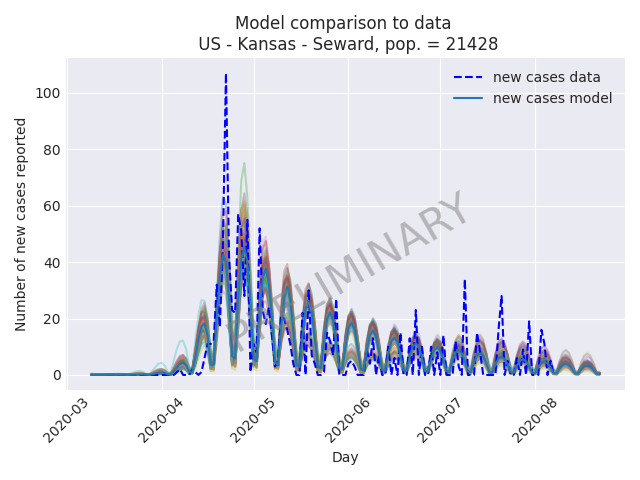 Model comparison to data
US - Kansas - Seward, pop. = 21428
new cases data
new cases model
Number of new cases reported
100
80
60
40
20
0
PRELIMINARY
2020-03
2020-04
2020-05
2020-06
2020-07
2020-08
Day